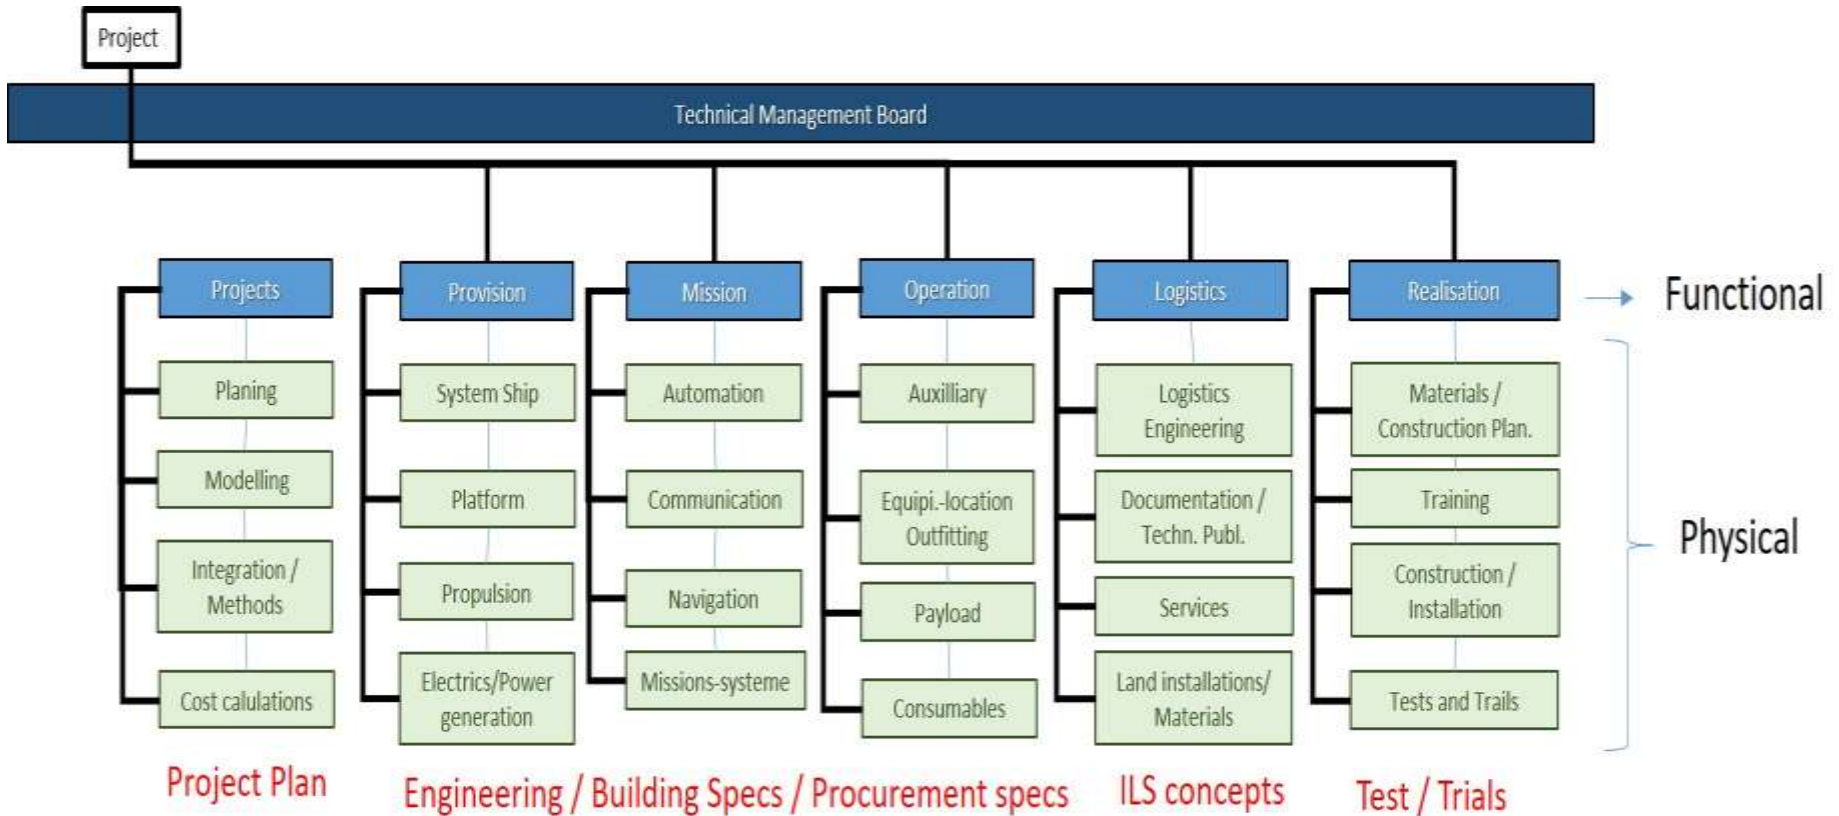 Project
Technical Management Board
Projects
Provision
Mission
Operation
Logistics
Realisation
Functional
Planing
Modelling
Integration /
Methods
Cost calulations
System Ship
Platform
Propulsion
Electrics/Power
generation
Automation
Communication
Navigation
Missions-systeme
Auxilliary
Equipi.-location
Outfitting
Payload
Consumables
Logistics
Engineering
Documentation /
Techn. Publ.
Services
Land installations/
Materials
Materials /
Construction Plan.
Training
Construction /
Installation
Tests and Trails
Physical
Project Plan
Engineering / Building Specs / Procurement specs
ILS concepts
Test / Trials